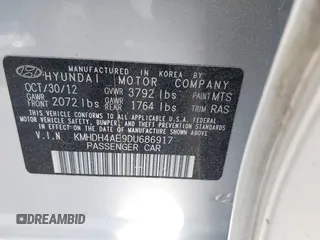 MANUFACTURED IN KOREA BY
HYUNDAI MOTOR COMPANY
OCT/30/12 GVWR 3792 lbs PAINT MTS
GAWR FRONT 2072 lbs GAWR REAR 1764 lbs TRIM RAS
THIS VEHICLE CONFORMS TO ALL APPLICABLE U.S.
FEDERAL MOTOR VEHICLE SAFETY, BUMPER, AND
THEFT PREVENTION STANDARDS IN EFFECT ON THE
DATE OF MANUFACTURE SHOWN ABOVE.
V.I.N KMHDH4AE9DU686917
PASSENGER CAR
© DreamBid